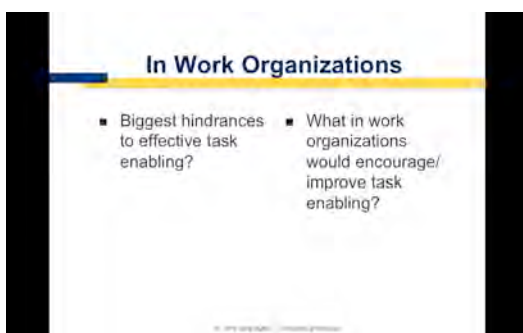 In Work Organizations
■ Biggest hindrances
to effective task
enabling?
■ What in work
organizations
would encourage/
improve task
enabling?